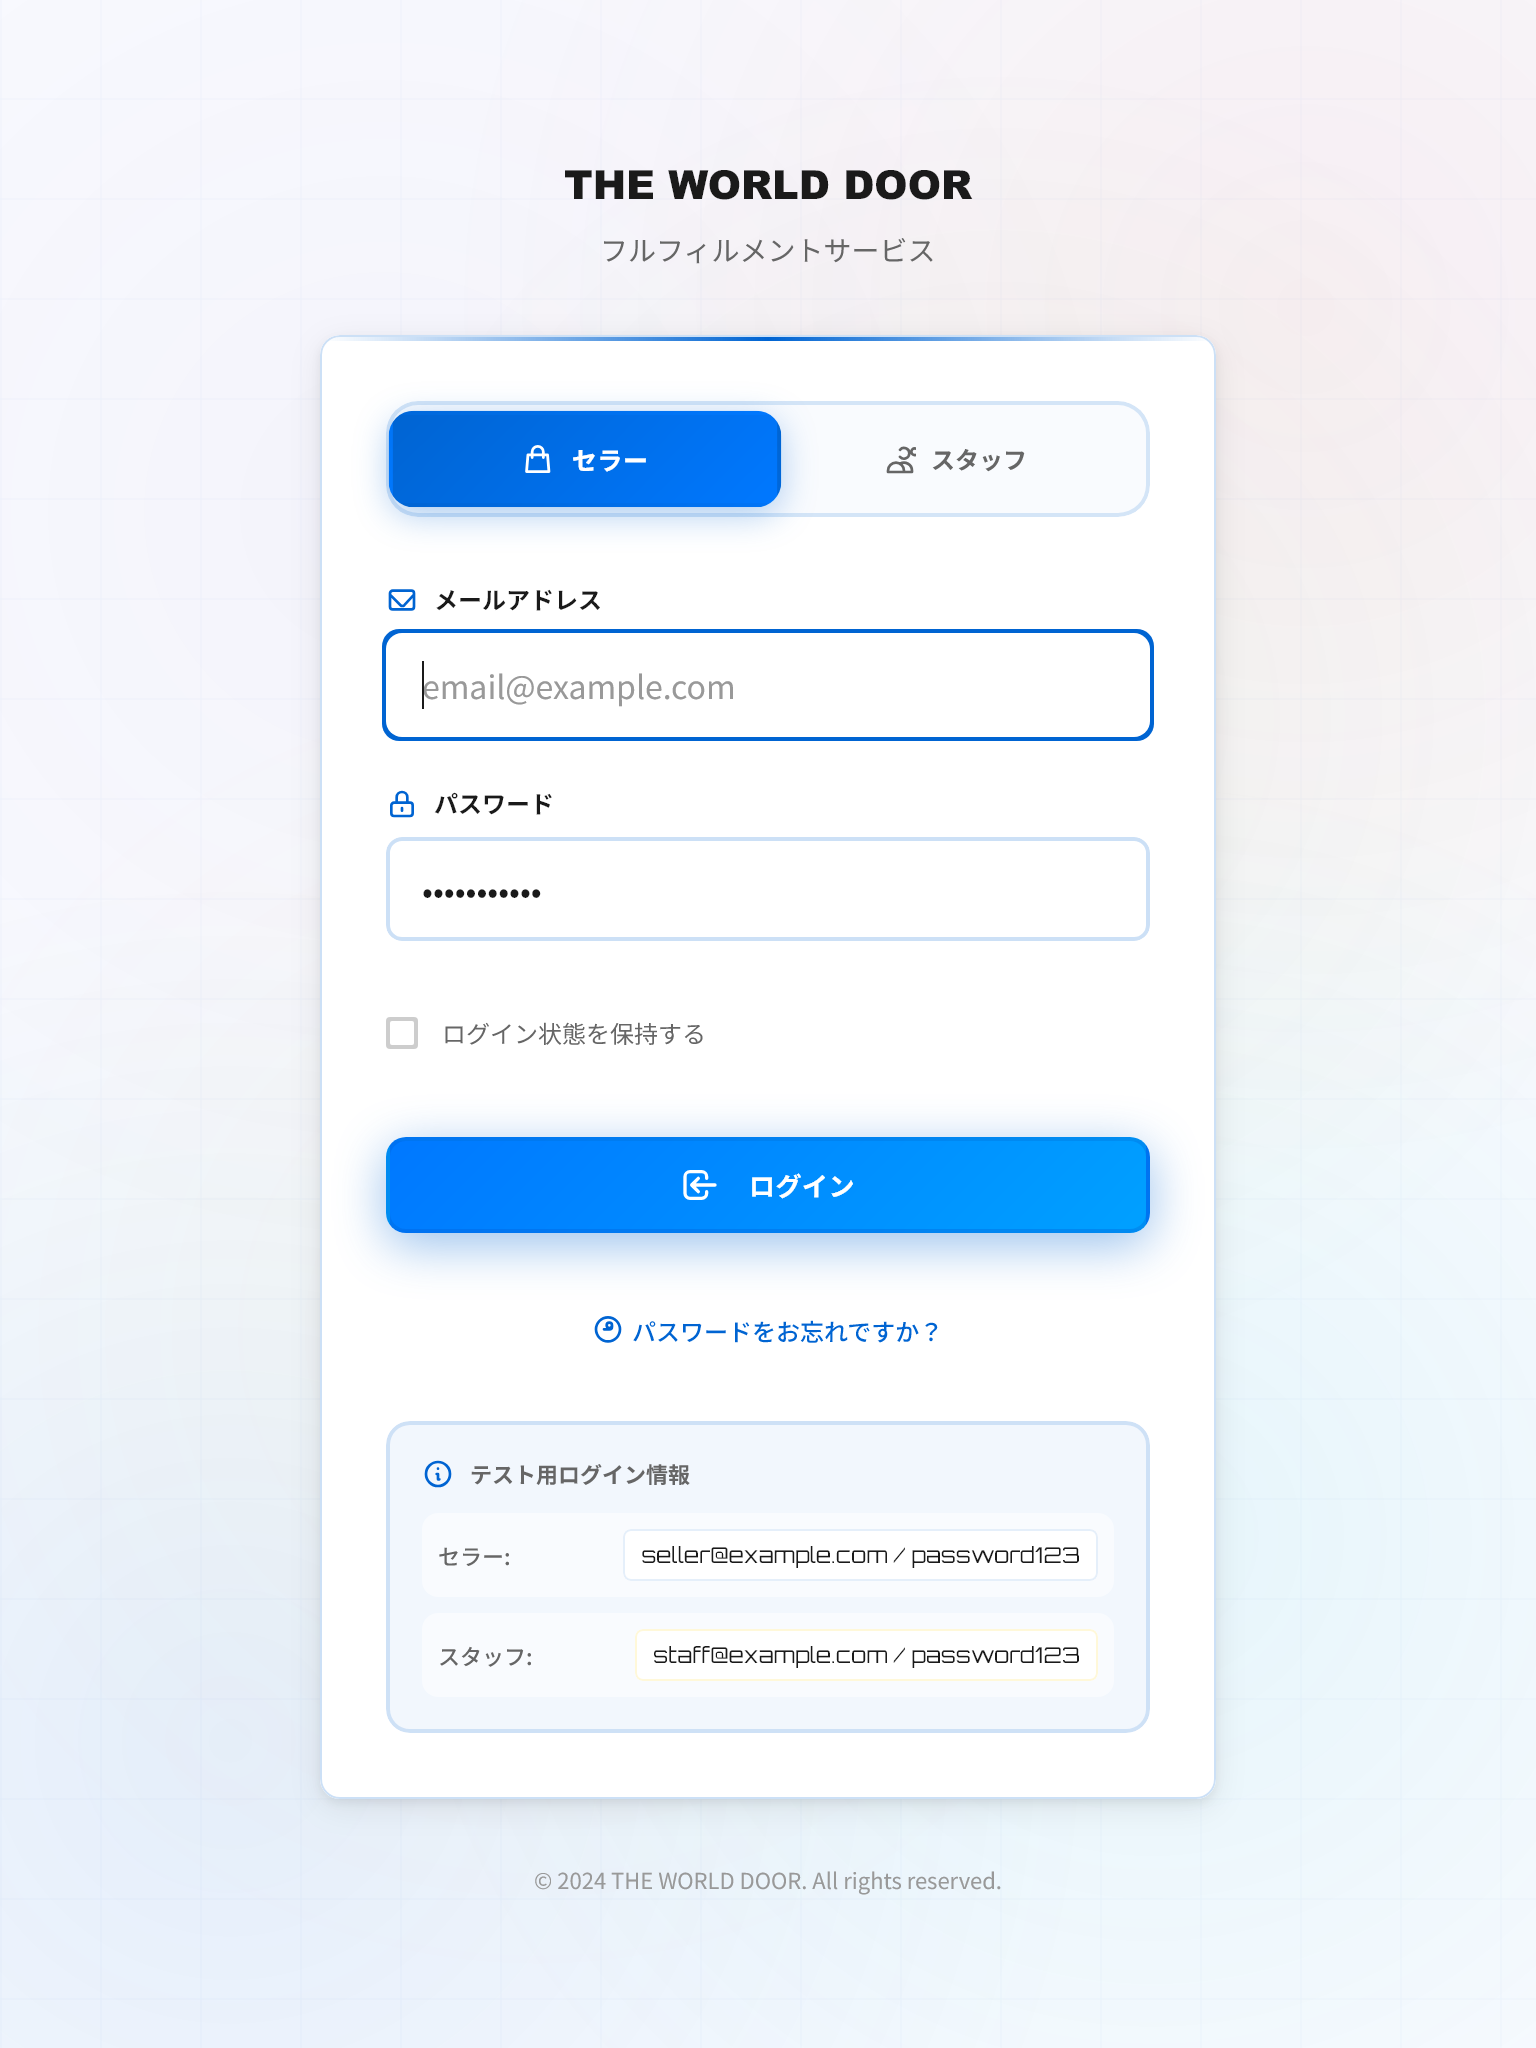 THE WORLD DOOR
フルフィルメントサービス
セラー
スタッフ
メールアドレス
email@example.com
パスワード
•••••••••••
ログイン状態を保持する
ログイン
パスワードをお忘れですか？
テスト用ログイン情報
セラー: seller@example.com / password123
スタッフ: staff@example.com / password123
© 2024 THE WORLD DOOR. All rights reserved.